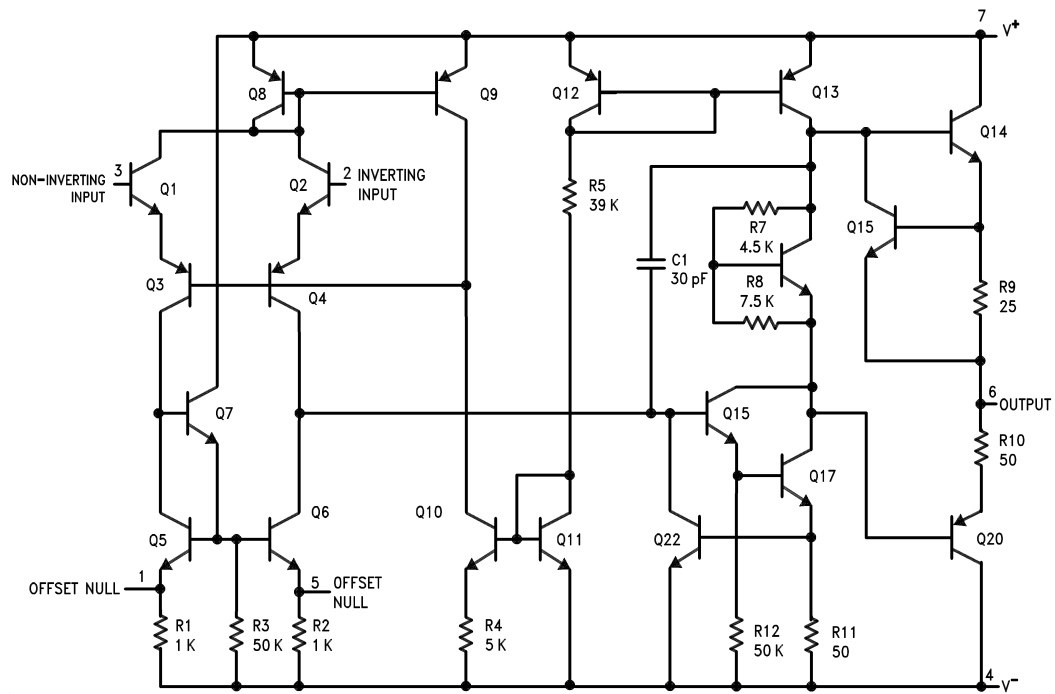 7
V+
Q8
Q9
Q12
Q13
Q14
3
NON-INVERTING
INPUT
Q1
Q2
2
INVERTING
INPUT
R5
39 K
R7
4.5 K
Q15
Q3
Q4
C1
30 pF
R8
7.5 K
R9
25
Q7
Q15
6
OUTPUT
R10
50
Q17
Q5
Q6
Q10
Q11
Q22
Q20
1
OFFSET NULL
5
OFFSET
NULL
R1
1 K
R3
50 K
R2
1 K
R4
5 K
R12
50 K
R11
50
4
V-